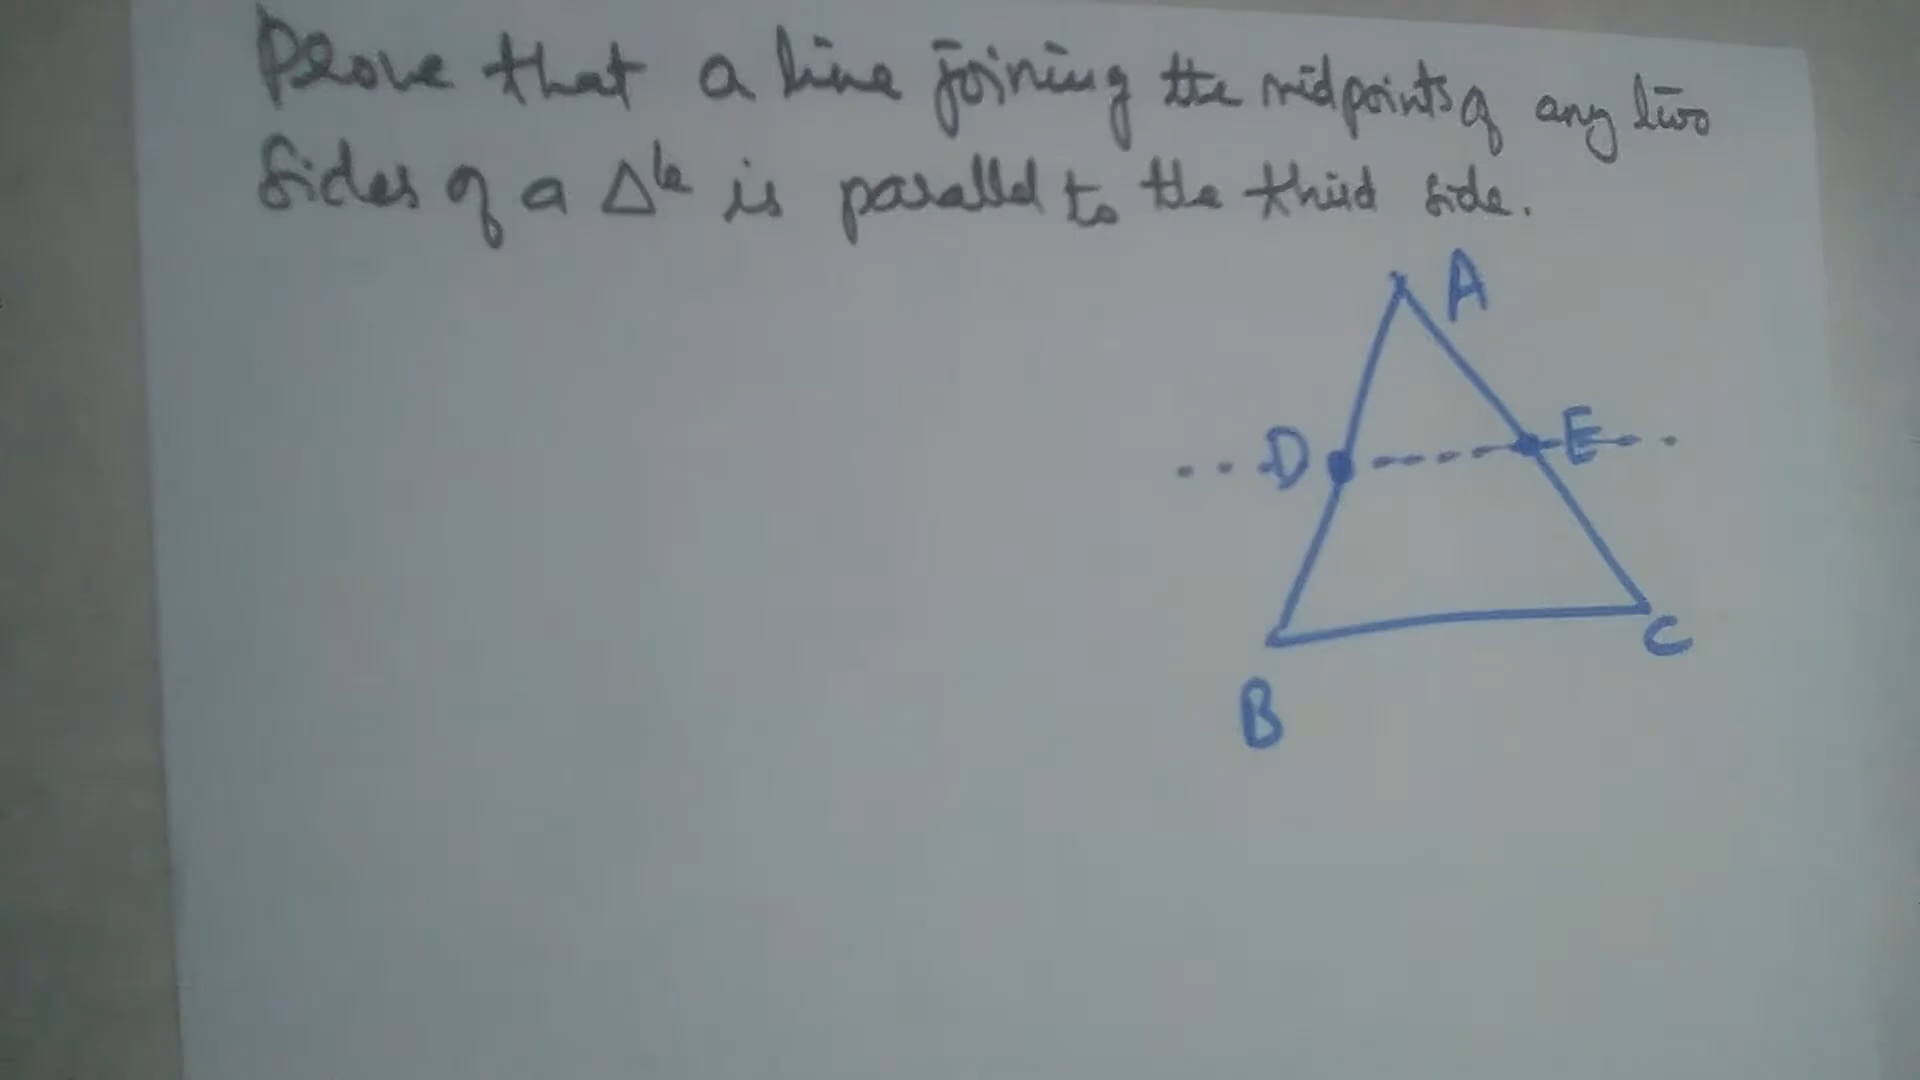 Prove that a line joining the midpoints of any two
sides of a Δle is parallel to the third side.
A
D
E
C
B